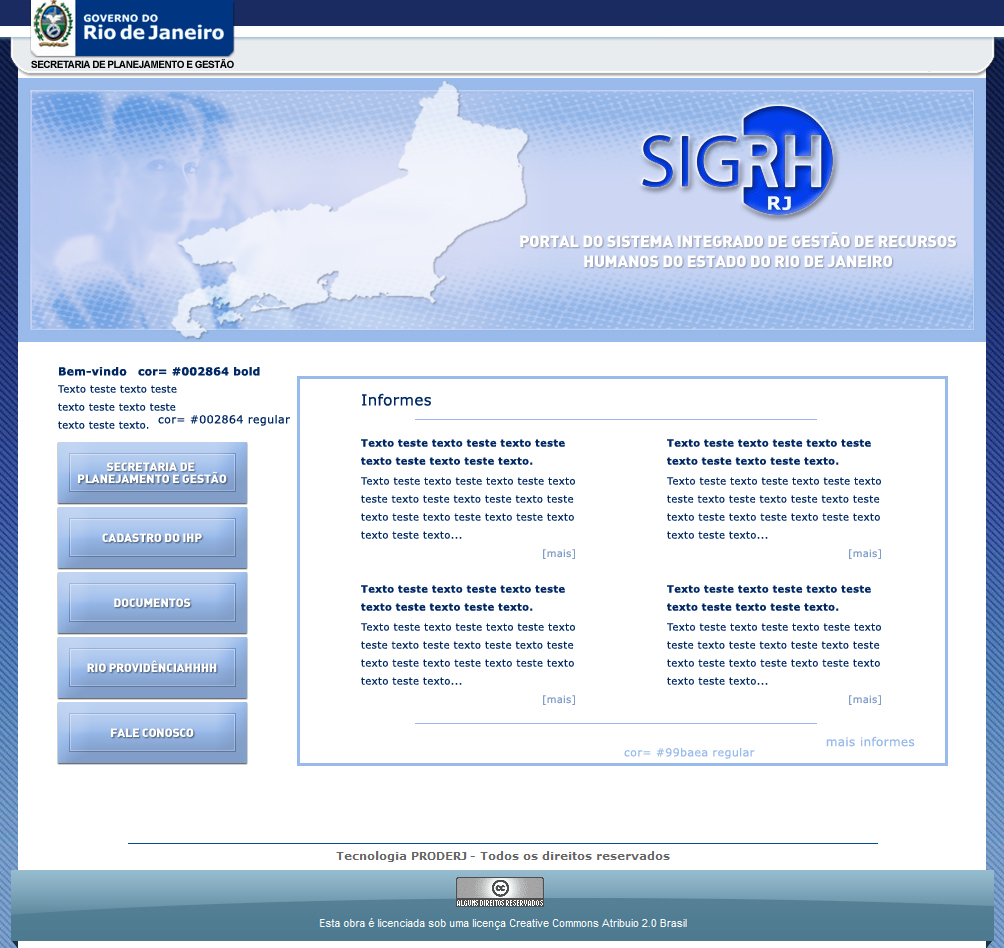 GOVERNO DO
Rio de Janeiro
SECRETARIA DE PLANEJAMENTO E GESTÃO
SIGRH
RJ
PORTAL DO SISTEMA INTEGRADO DE GESTÃO DE RECURSOS
HUMANOS DO ESTADO DO RIO DE JANEIRO
Bem-vindo cor= #002864 bold
Texto teste texto teste
texto teste texto teste
texto teste texto. cor= #002864 regular
SECRETARIA DE
PLANEJAMENTO E GESTÃO
CADASTRO DO IHP
DOCUMENTOS
RIO PROVIDÊNCIAHHHH
FALE CONOSCO
Informes
Texto teste texto teste texto teste
texto teste texto teste texto.
Texto teste texto teste texto teste texto
teste texto teste texto teste texto teste
texto teste texto teste texto teste texto
texto teste texto...
[mais]
Texto teste texto teste texto teste
texto teste texto teste texto.
Texto teste texto teste texto teste texto
teste texto teste texto teste texto teste
texto teste texto teste texto teste texto
texto teste texto...
[mais]
Texto teste texto teste texto teste
texto teste texto teste texto.
Texto teste texto teste texto teste texto
teste texto teste texto teste texto teste
texto teste texto teste texto teste texto
texto teste texto...
[mais]
Texto teste texto teste texto teste
texto teste texto teste texto.
Texto teste texto teste texto teste texto
teste texto teste texto teste texto teste
texto teste texto teste texto teste texto
texto teste texto...
[mais]
mais informes
cor= #99baea regular
Tecnologia PRODERJ - Todos os direitos reservados
cc
ALGUNS DIREITOS RESERVADOS
Esta obra é licenciada sob uma licença Creative Commons Atribuio 2.0 Brasil